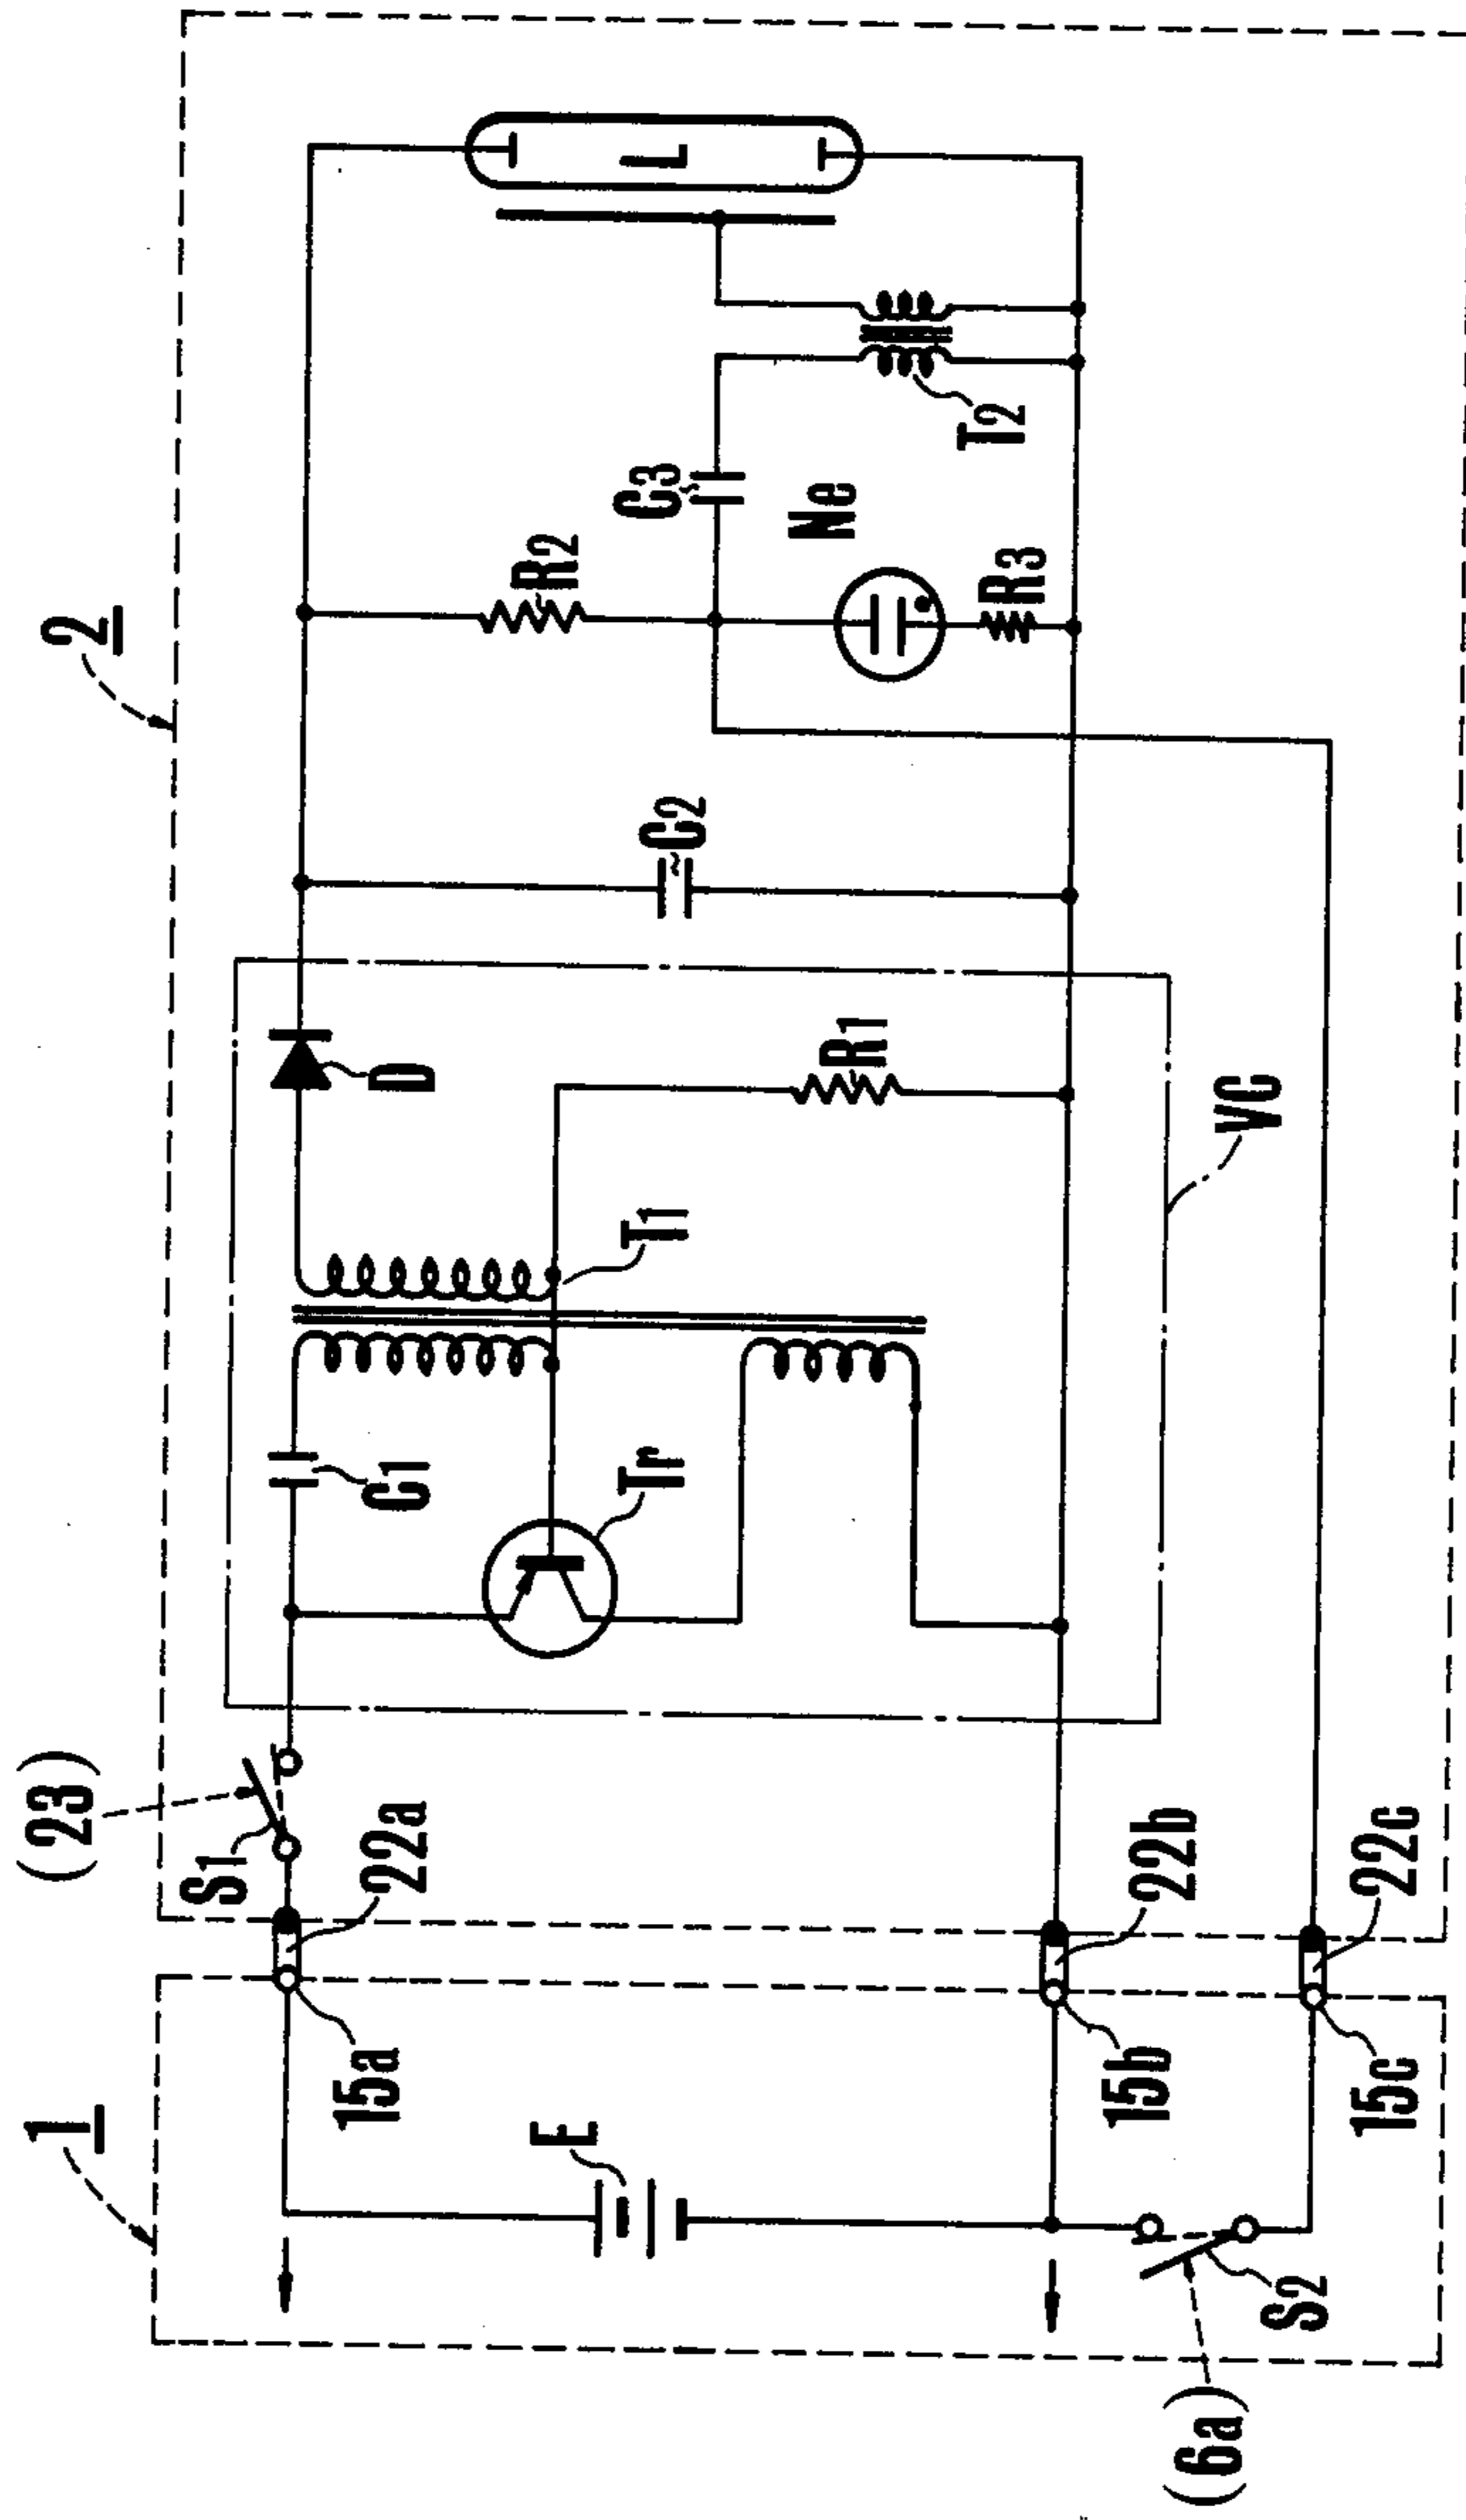 (23)
2
S1
22a
C1
Tr
T1
D
R1
VC
C2
R2
C3
Ne
R3
T2
L
1
15a
E
15b
22b
15c
22c
S2
(6a)